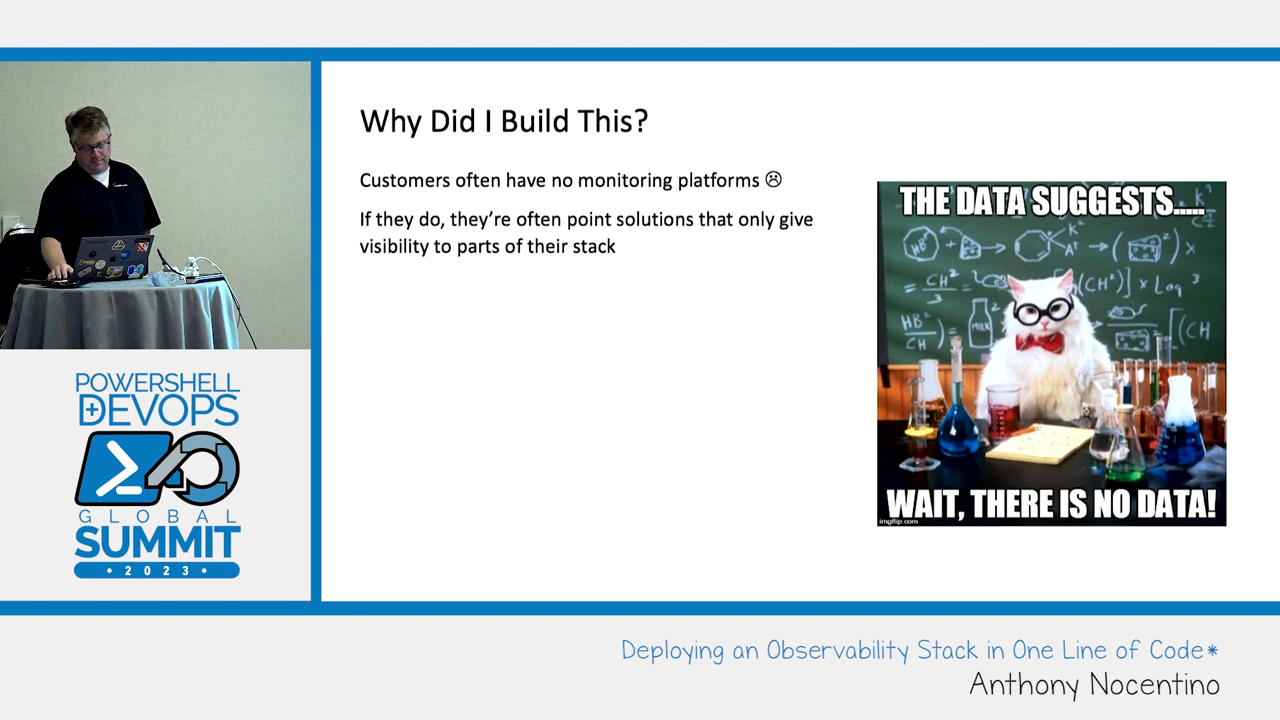 Why Did I Build This?
Customers often have no monitoring platforms ☹
If they do, they're often point solutions that only give
visibility to parts of their stack
THE DATA SUGGESTS.....
WAIT, THERE IS NO DATA!
imgflip.com
POWERSHELL
+DEVOPS
GLOBAL
SUMMIT
• 2023 •
Deploying an Observability Stack in One Line of Code*
Anthony Nocentino